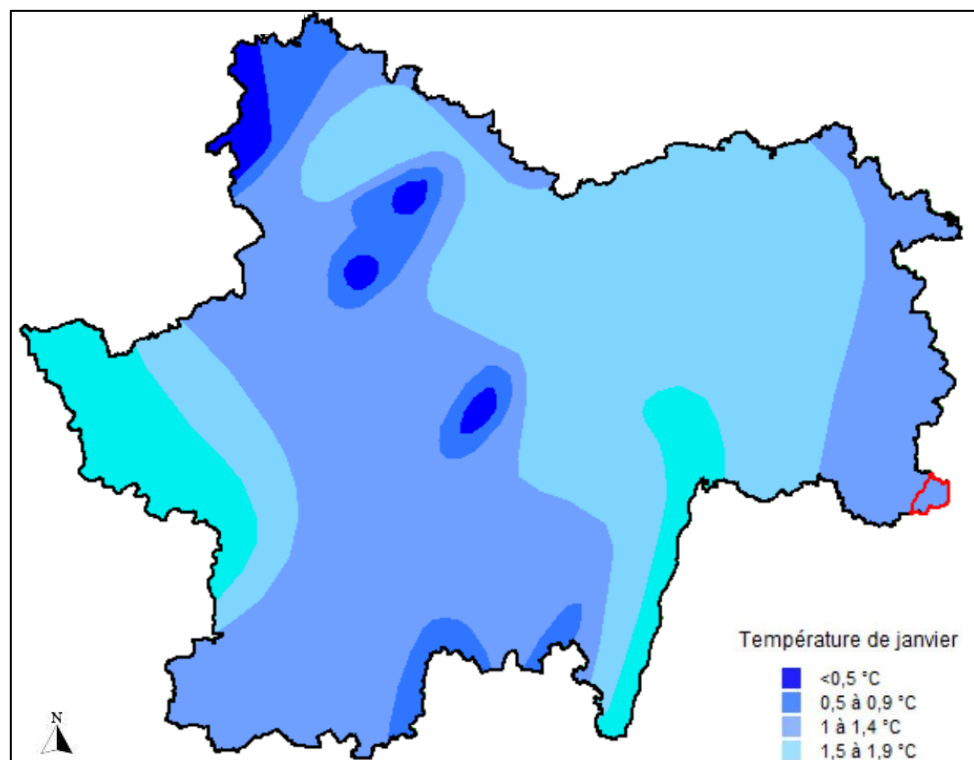 Température de janvier
<0,5 °C
0,5 à 0,9 °C
1 à 1,4 °C
1,5 à 1,9 °C
N